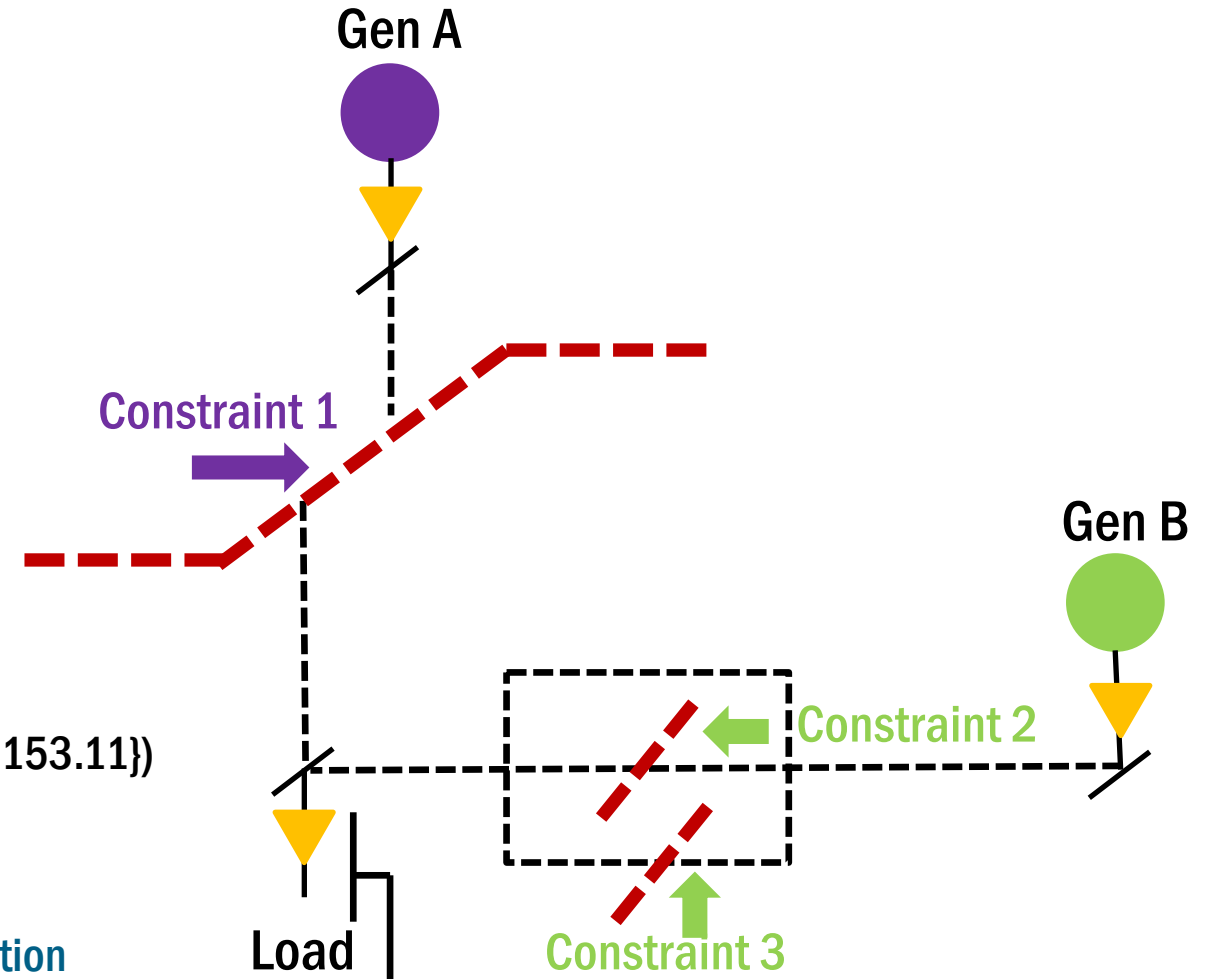 Gen A
Constraint 1
Gen B
Constraint 2
153.11})
Load
Constraint 3
tion